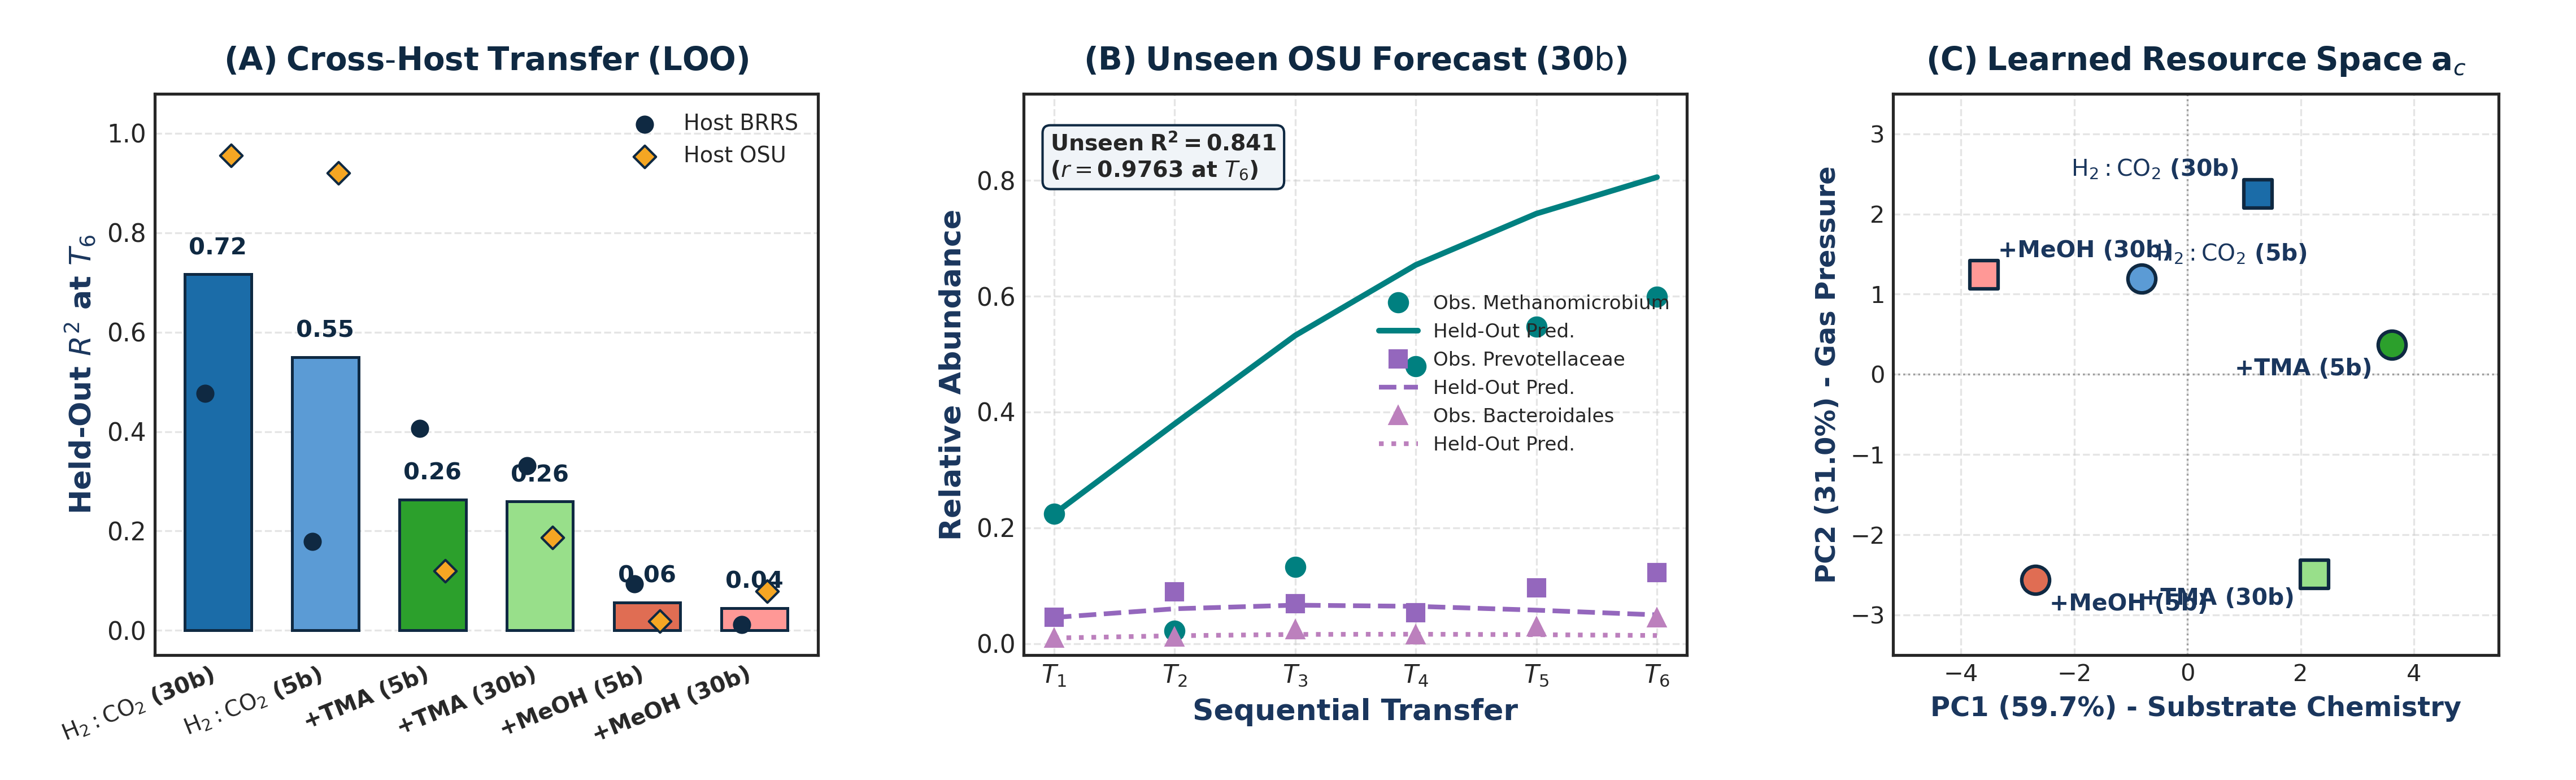 (A) Cross-Host Transfer (LOO)
Held-Out R² at T₆
1.0
0.8
0.6
0.4
0.2
0.0
Host BRRS
Host OSU
0.72
0.55
0.26
0.26
0.06
0.04
H₂ : CO₂ (30b)
H₂ : CO₂ (5b)
+TMA (5b)
+TMA (30b)
+MeOH (5b)
+MeOH (30b)
(B) Unseen OSU Forecast (30b)
Relative Abundance
0.8
0.6
0.4
0.2
0.0
Unseen R² = 0.841
(r = 0.9763 at T₆)
Obs. Methanomicrobium
Held-Out Pred.
Obs. Prevotellaceae
Held-Out Pred.
Obs. Bacteroidales
Held-Out Pred.
T₁ T₂ T₃ T₄ T₅ T₆
Sequential Transfer
(C) Learned Resource Space a_c
PC2 (31.0%) - Gas Pressure
3
2
1
0
−1
−2
−3
H₂ : CO₂ (30b)
+MeOH (30b)
H₂ : CO₂ (5b)
+TMA (5b)
+MeOH (5b)
+TMA (30b)
−4 −2 0 2 4
PC1 (59.7%) - Substrate Chemistry